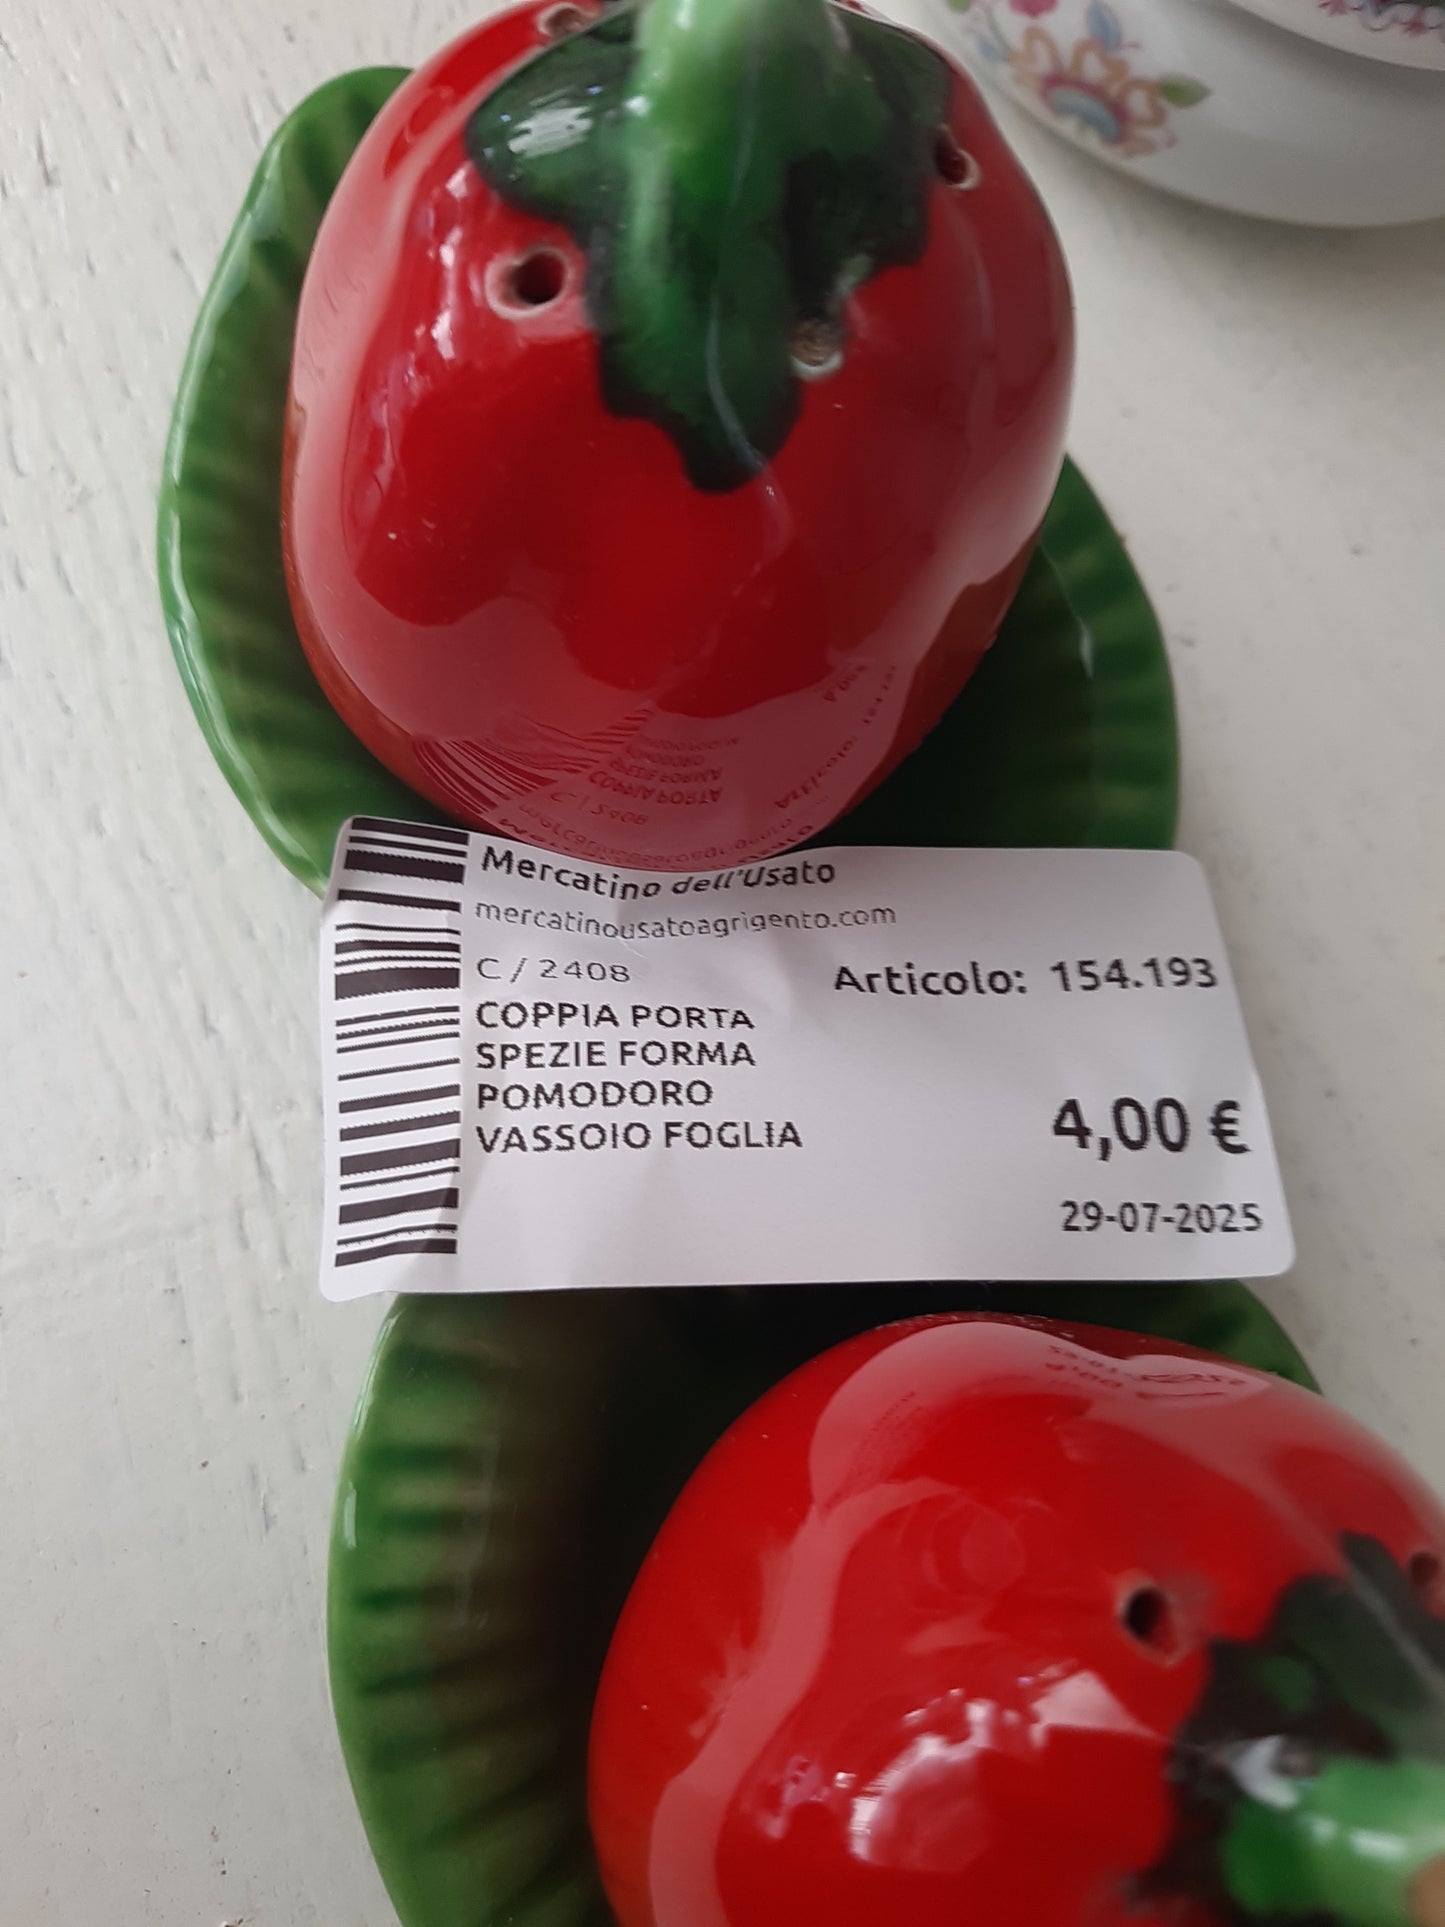 Mercatino dell'Usato
mercatinousatoagrigento.com
C / 2408
Articolo: 154.193
COPPIA PORTA
SPEZIE FORMA
POMODORO
VASSOIO FOGLIA
4,00 €
29-07-2025